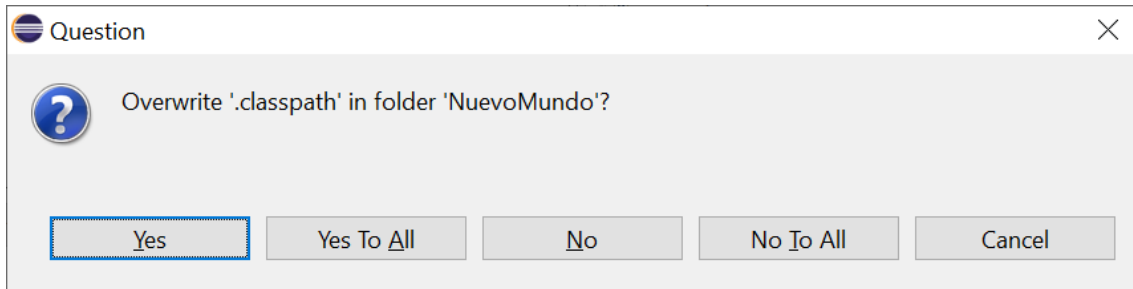 Question
Overwrite '.classpath' in folder 'NuevoMundo'?
Yes
Yes To All
No
No To All
Cancel